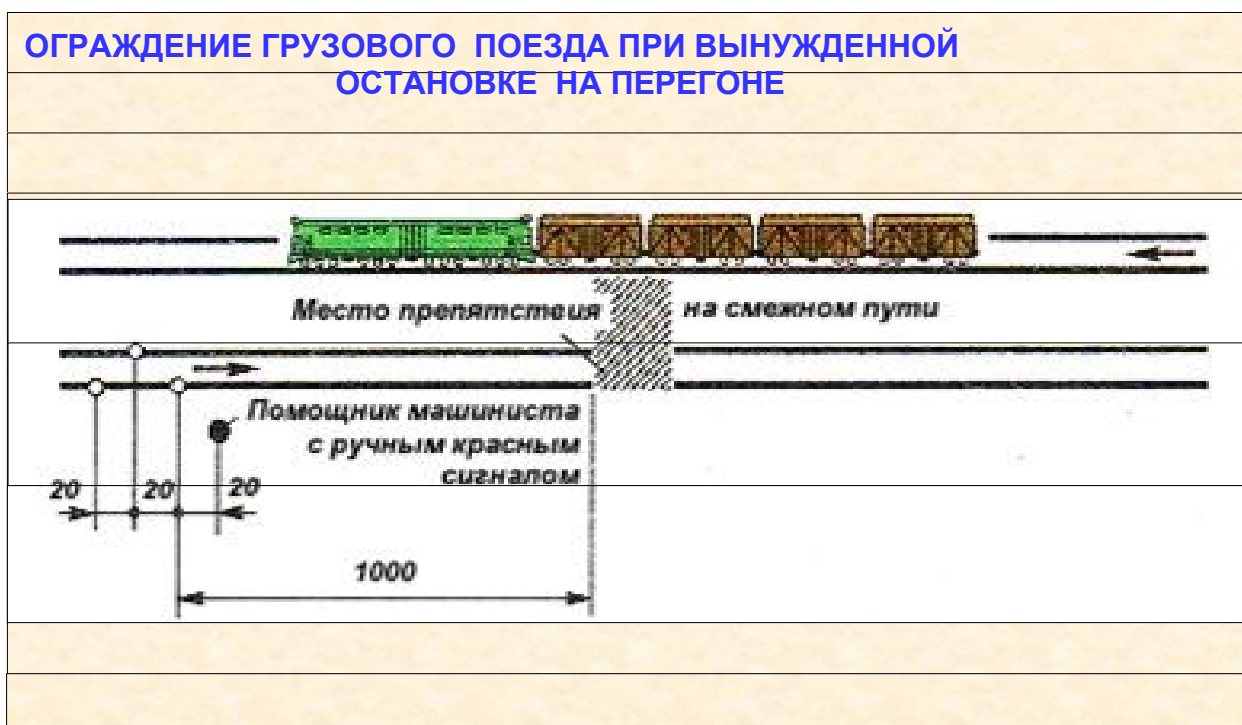 ОГРАЖДЕНИЕ ГРУЗОВОГО ПОЕЗДА ПРИ ВЫНУЖДЕННОЙ
ОСТАНОВКЕ НА ПЕРЕГОНЕ
Место препятствия на смежном пути
Помощник машиниста
с ручным красным
сигналом
20 20 20
1000